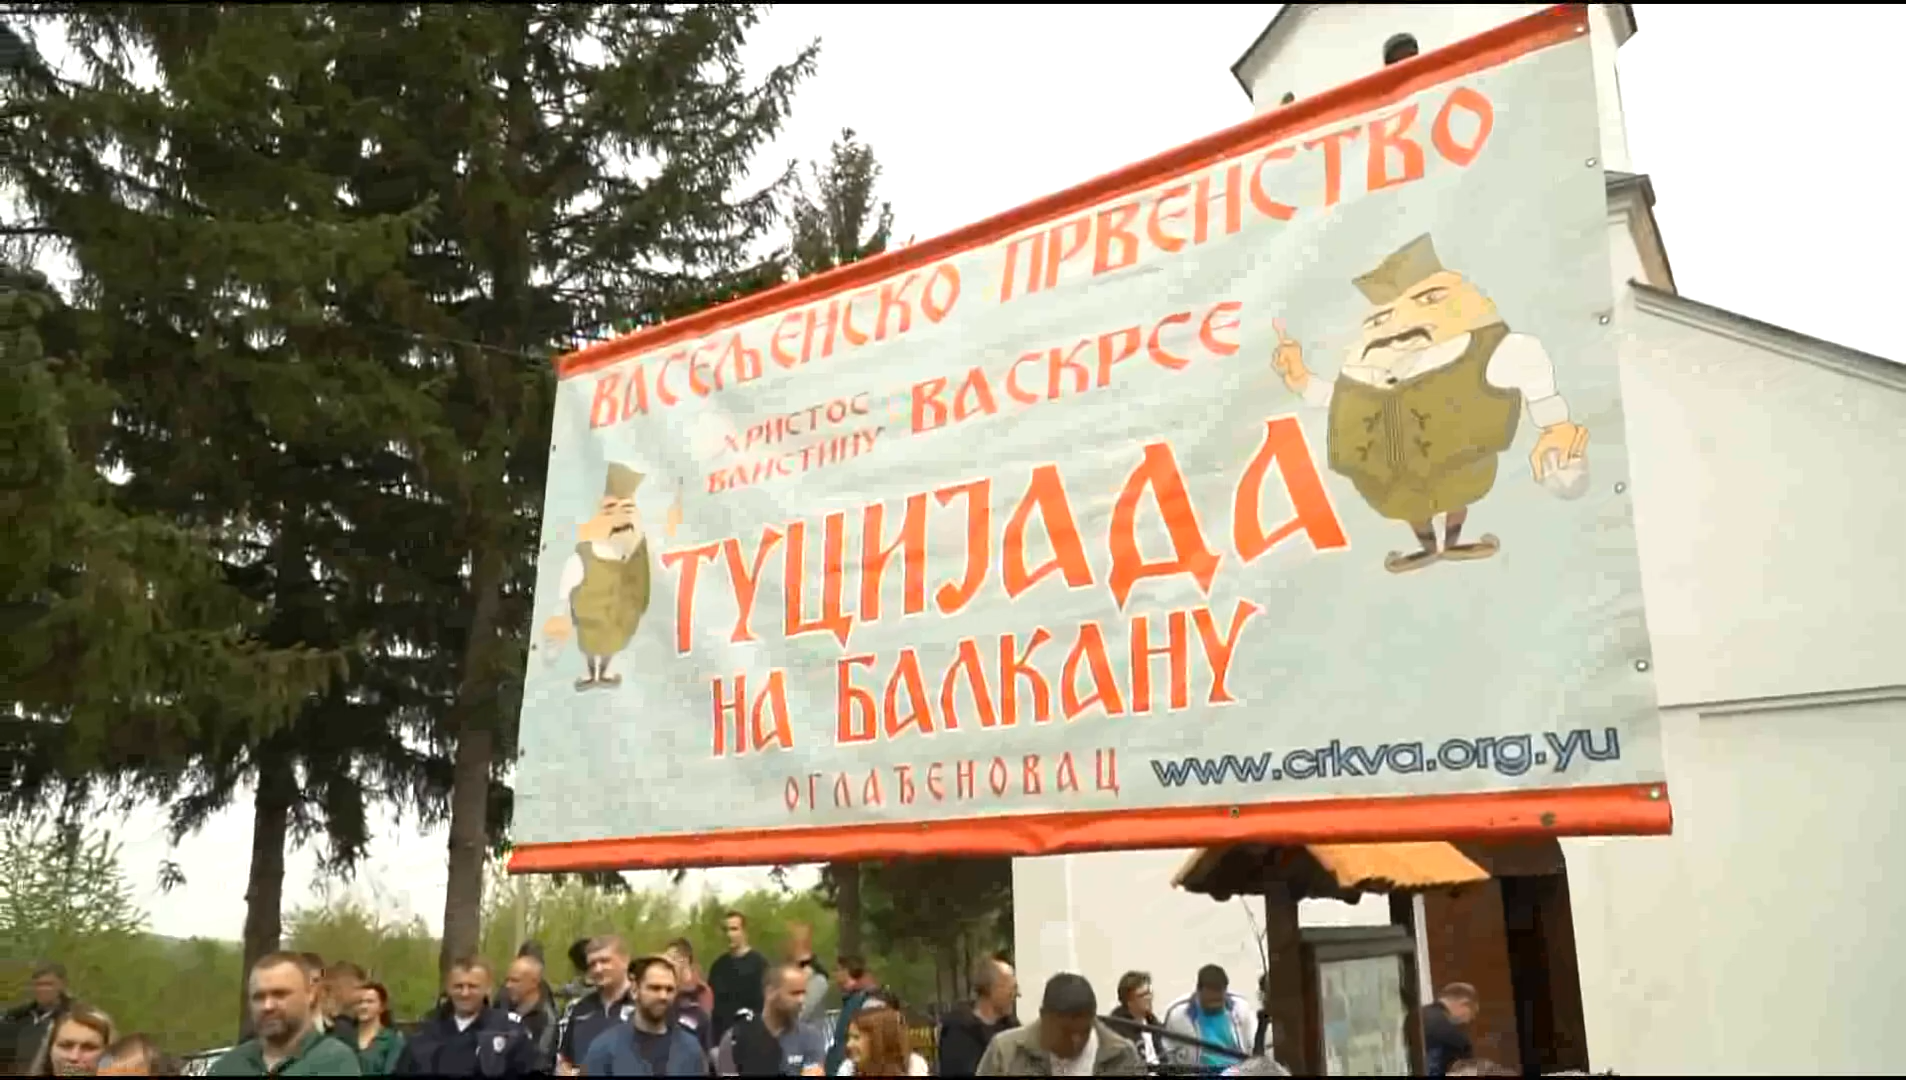 ВАСЕЉЕНСКО ПРВЕНСТВО
ХРИСТОС ВАСКРСЕ
ВАИСТИНУ
ТУЦИЈАДА
НА БАЛКАНУ
ОГЛАЂЕНОВАЦ www.crkva.org.yu